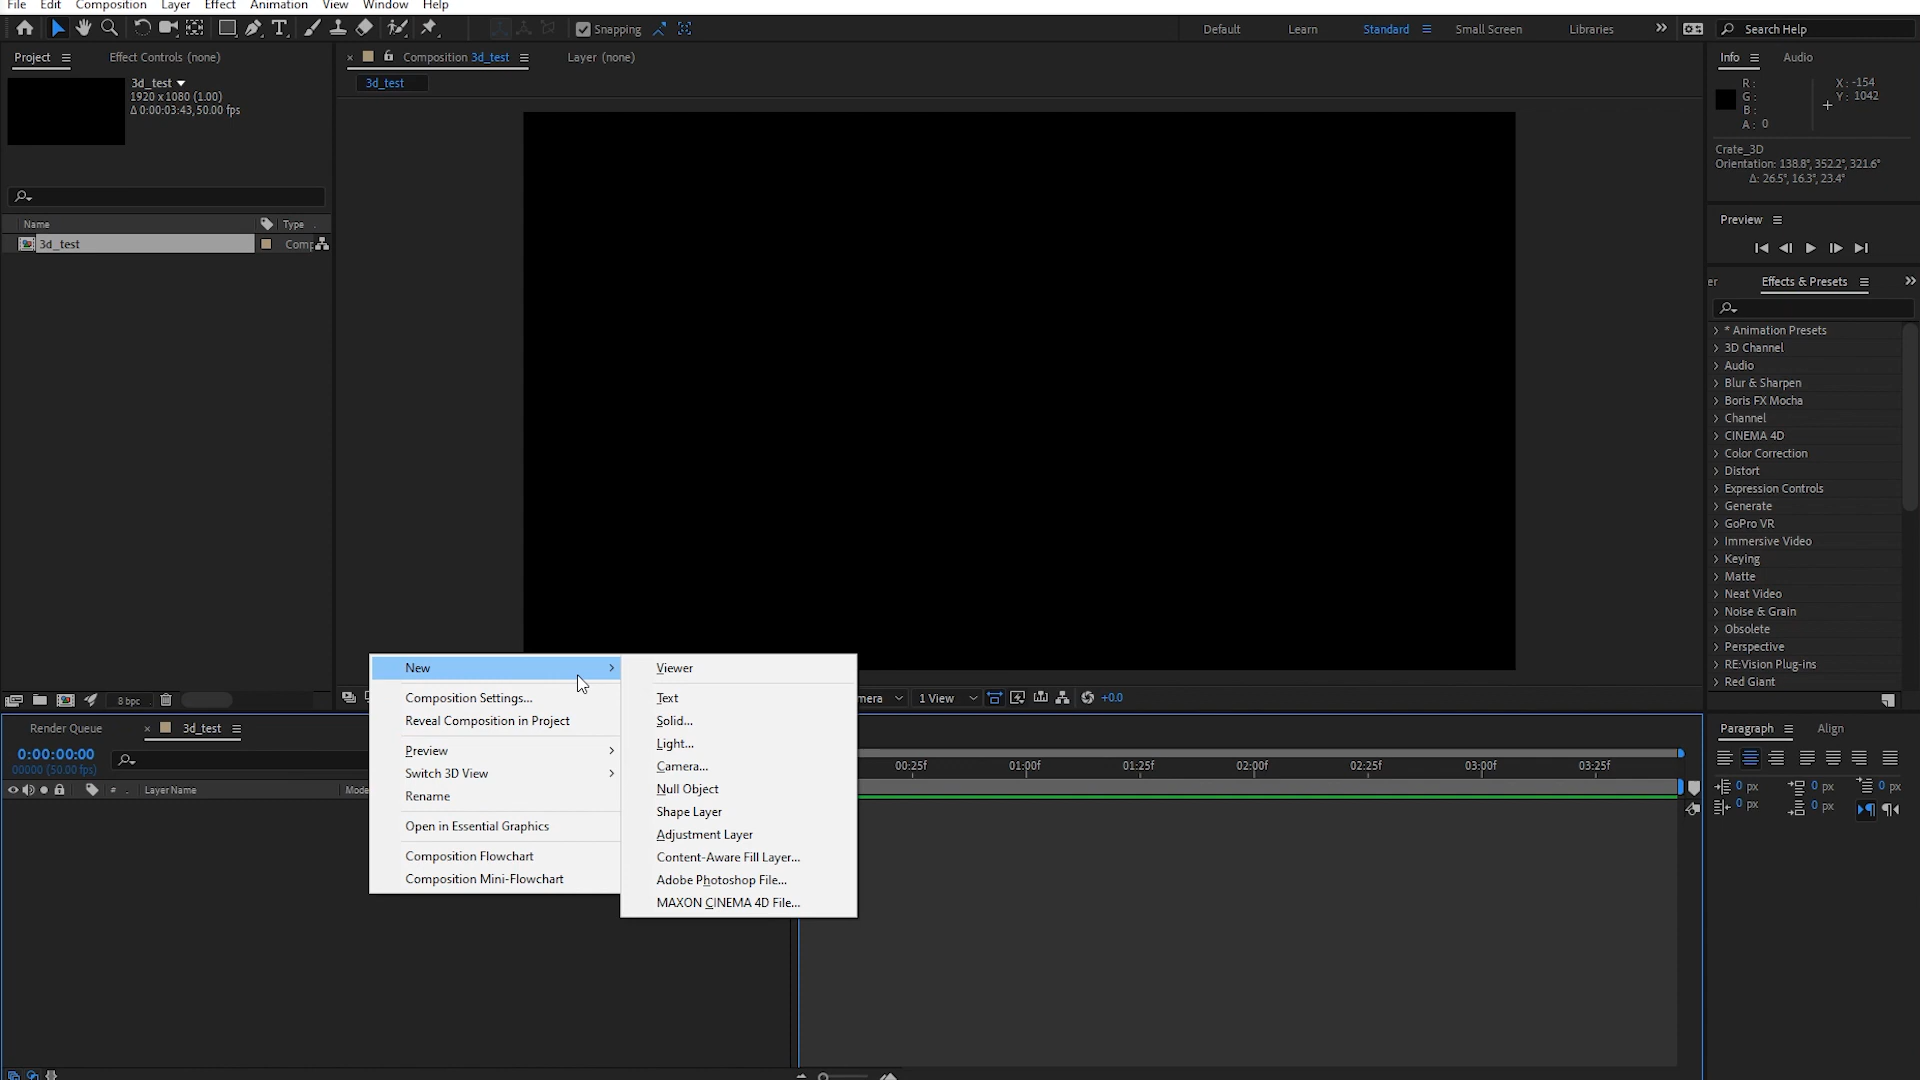 File Edit Composition Layer Effect Animation View Window Help
Snapping
Default Learn Standard Small Screen Libraries
Search Help
Project Effect Controls (none)
Composition 3d_test Layer (none)
Info Audio
3d_test
1920 x 1080 (1.00)
Δ 0:00:03:43, 50.00 fps
3d_test
R:
G:
B:
A: 0
X: -154
Y: 1042
Crate_3D
Orientation: 138.8°, 352.2°, 321.6°
Δ: 26.5°, 16.3°, 23.4°
Preview
Name Type
3d_test Comp
er Effects & Presets
* Animation Presets
3D Channel
Audio
Blur & Sharpen
Boris FX Mocha
Channel
CINEMA 4D
Color Correction
Distort
Expression Controls
Generate
GoPro VR
Immersive Video
Keying
Matte
Neat Video
Noise & Grain
Obsolete
Perspective
RE:Vision Plug-ins
Red Giant
New
Composition Settings...
Reveal Composition in Project
Preview
Switch 3D View
Rename
Open in Essential Graphics
Composition Flowchart
Composition Mini-Flowchart
Viewer
Text
Solid...
Light...
Camera...
Null Object
Shape Layer
Adjustment Layer
Content-Aware Fill Layer...
Adobe Photoshop File...
MAXON CINEMA 4D File...
8 bpc
mera 1 View +0.0
Render Queue 3d_test
0:00:00:00
00000 (50.00 fps)
# Layer Name Mode
00:25f 01:00f 01:25f 02:00f 02:25f 03:00f 03:25f
Paragraph Align
0 px 0 px 0 px
0 px 0 px